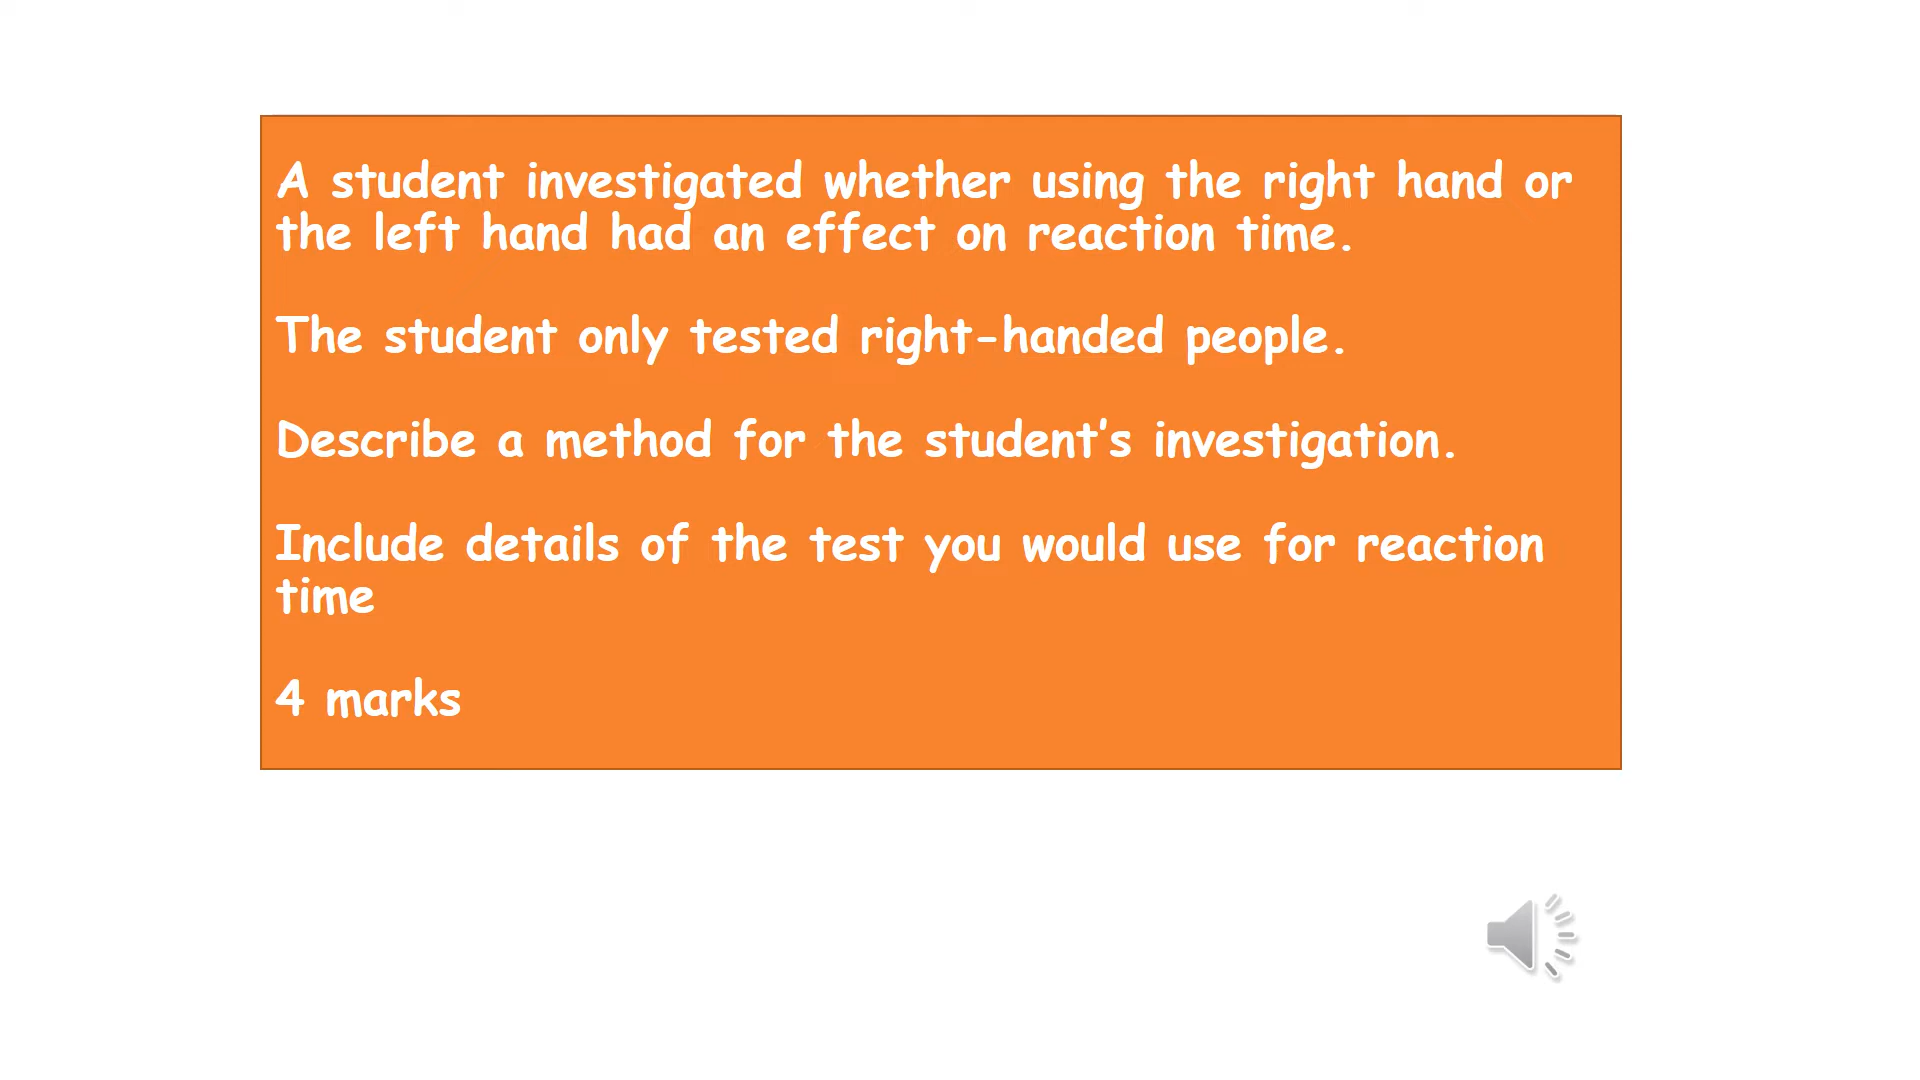 A student investigated whether using the right hand or
the left hand had an effect on reaction time.
The student only tested right-handed people.
Describe a method for the student's investigation.
Include details of the test you would use for reaction
time
4 marks